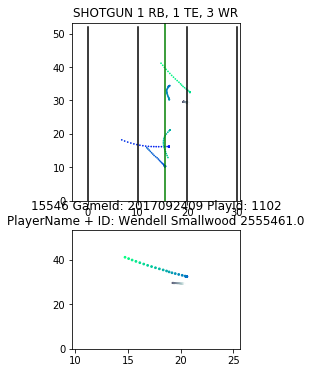 SHOTGUN 1 RB, 1 TE, 3 WR
50
40
30
20
10
0
0 10 20 30
15546 GameId: 2017092409 PlayId: 1102
PlayerName + ID: Wendell Smallwood 2555461.0
40
20
0
10 15 20 25